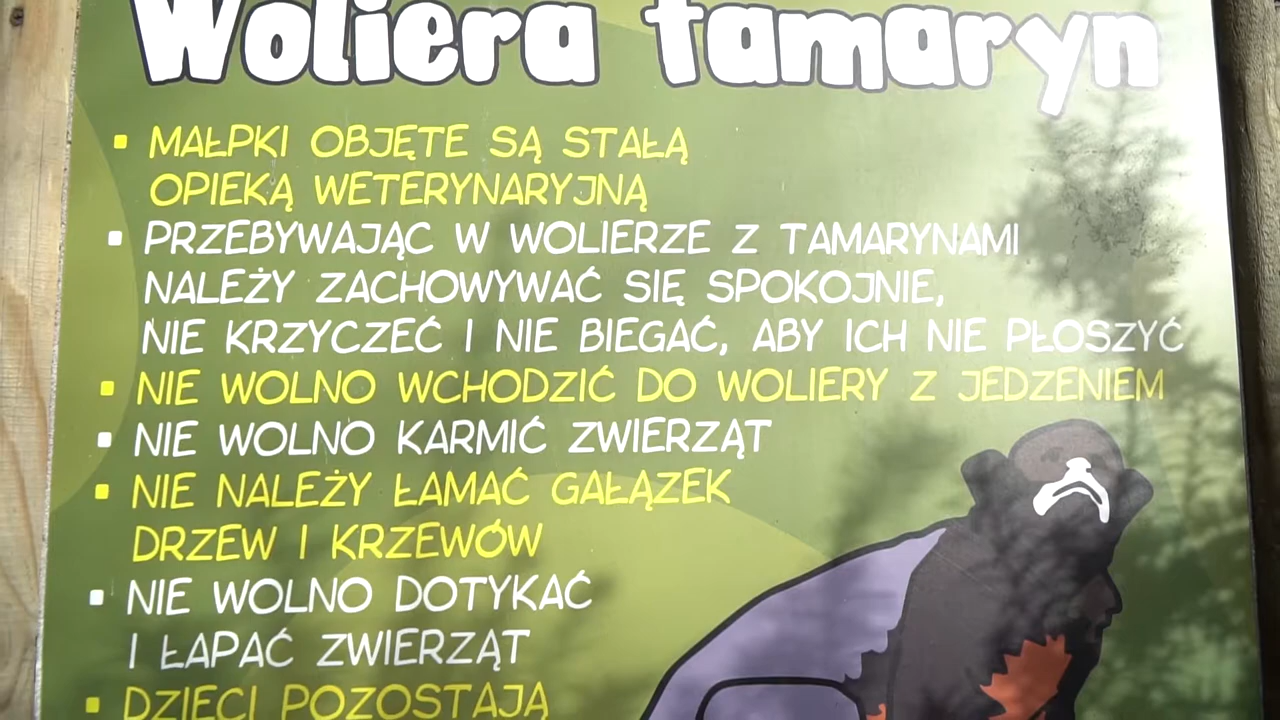 Woliera tamaryn
▪ MAŁPKI OBJĘTE SĄ STAŁĄ
OPIEKĄ WETERYNARYJNĄ
▪ PRZEBYWAJĄC W WOLIERZE Z TAMARYNAMI
NALEŻY ZACHOWYWAĆ SIĘ SPOKOJNIE,
NIE KRZYCZEĆ I NIE BIEGAĆ, ABY ICH NIE PŁOSZYĆ
▪ NIE WOLNO WCHODZIĆ DO WOLIERY Z JEDZENIEM
▪ NIE WOLNO KARMIĆ ZWIERZĄT
▪ NIE NALEŻY ŁAMAĆ GAŁĄZEK
DRZEW I KRZEWÓW
▪ NIE WOLNO DOTYKAĆ
I ŁAPAĆ ZWIERZĄT
▪ DZIECI POZOSTAJĄ